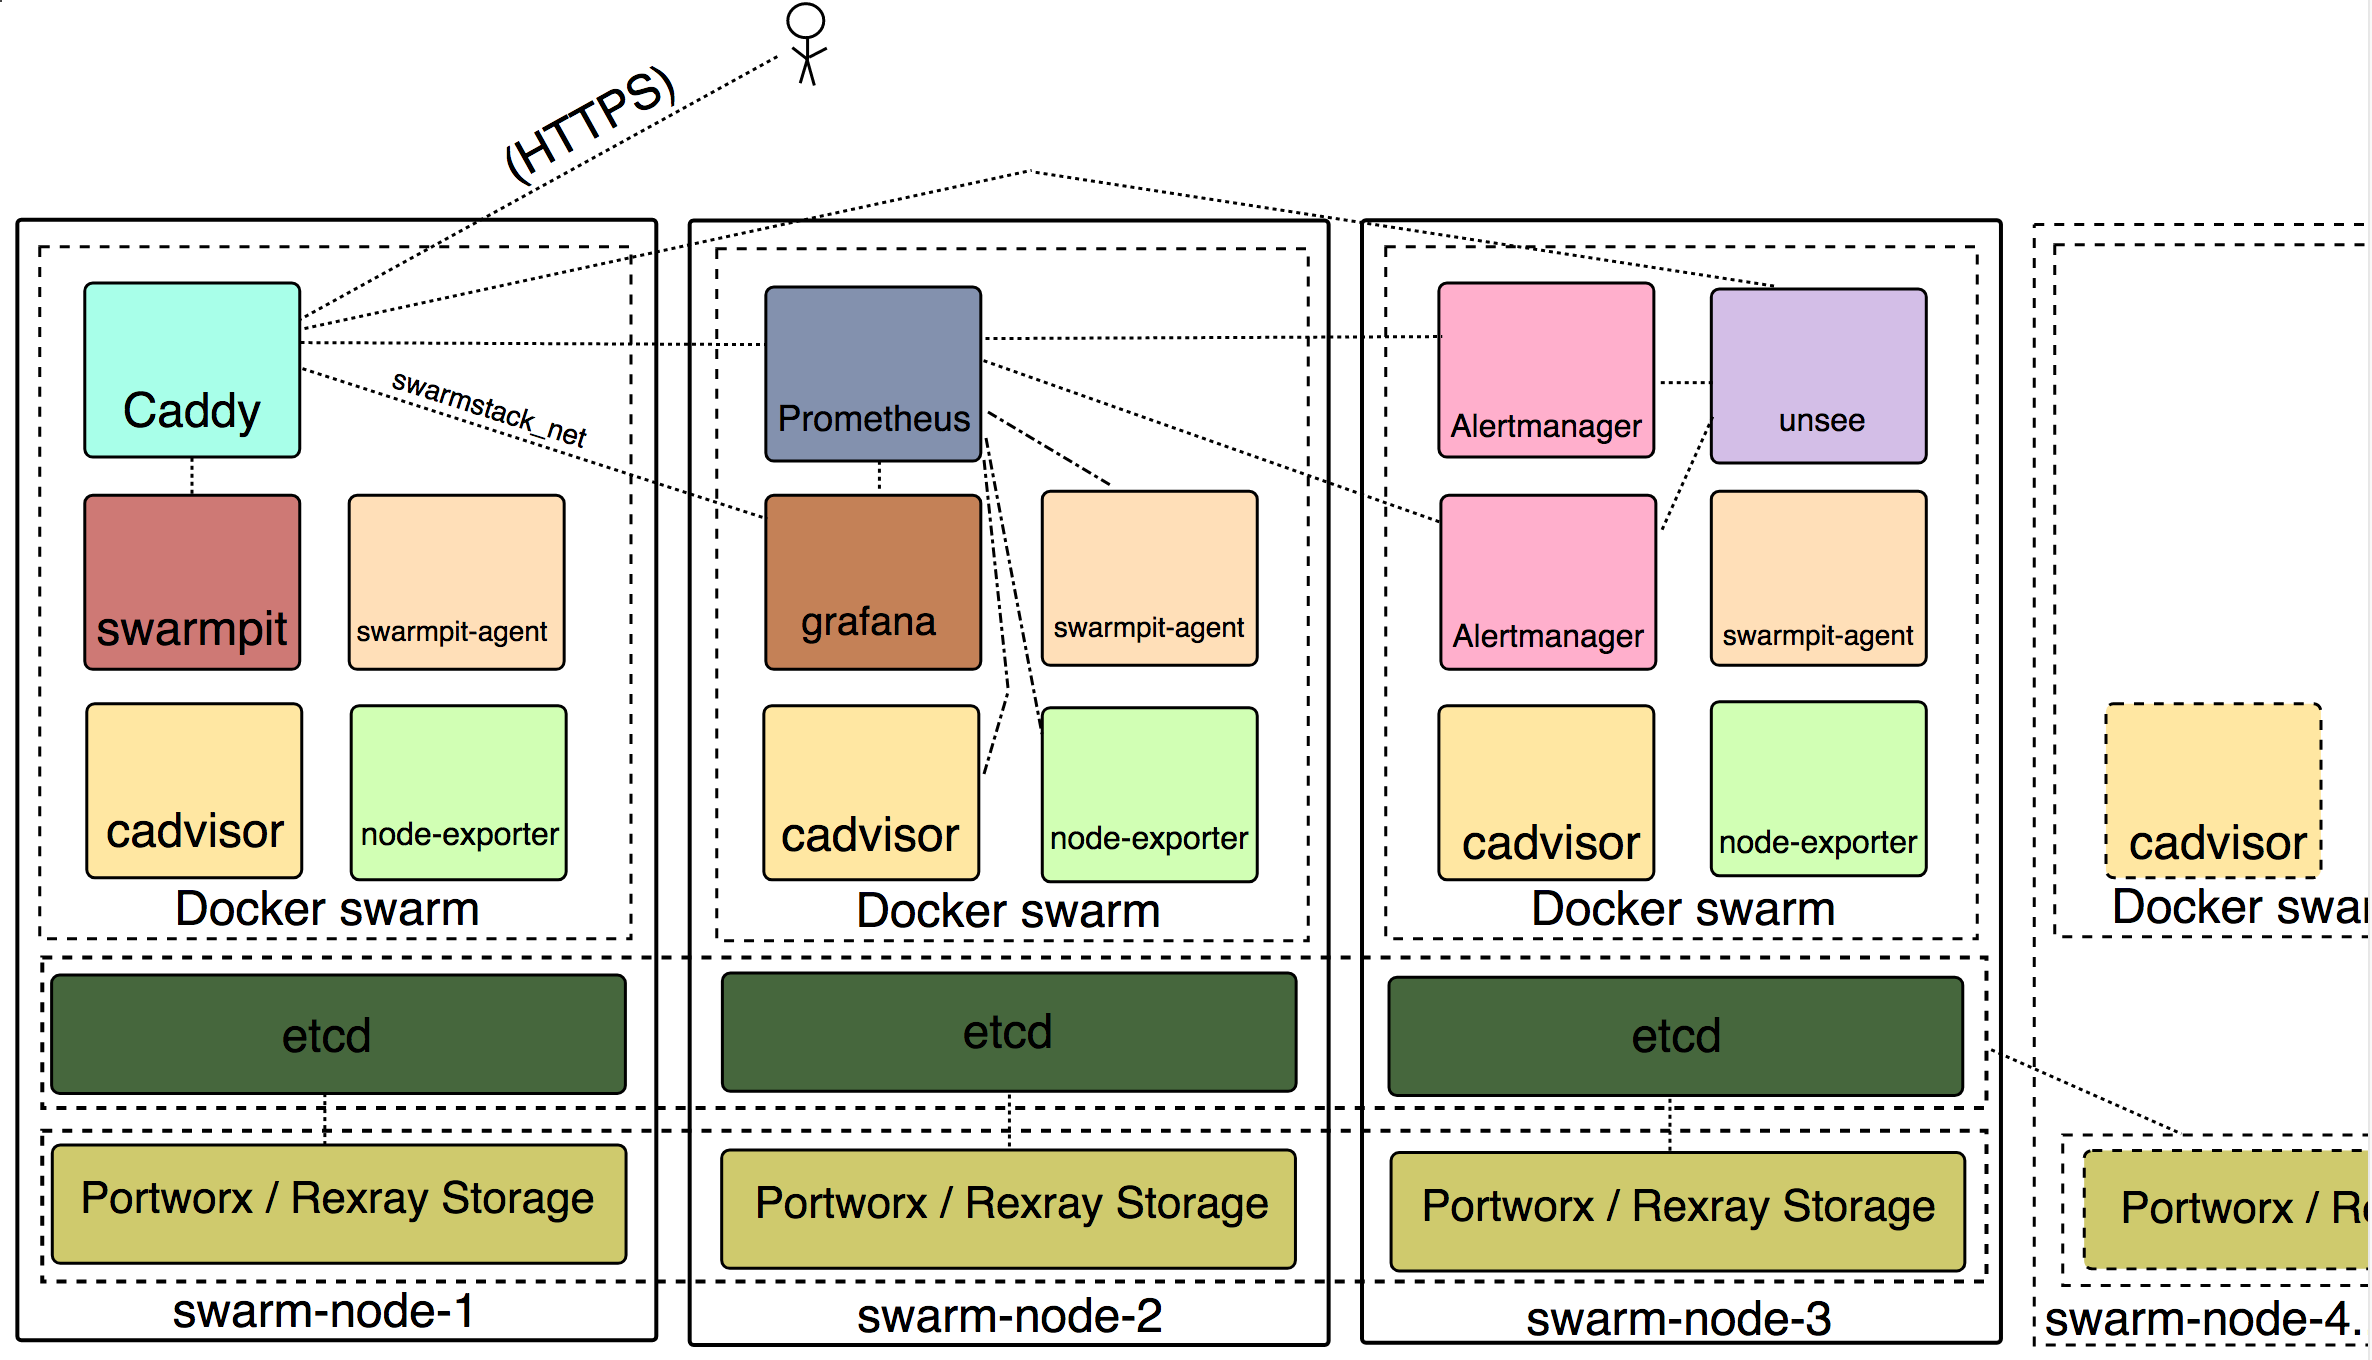 (HTTPS)
swarmstack_net
Caddy
swarmpit
swarmpit-agent
cadvisor
node-exporter
Docker swarm
etcd
Portworx / Rexray Storage
swarm-node-1
Prometheus
grafana
swarmpit-agent
cadvisor
node-exporter
Docker swarm
etcd
Portworx / Rexray Storage
swarm-node-2
Alertmanager
unsee
Alertmanager
swarmpit-agent
cadvisor
node-exporter
Docker swarm
etcd
Portworx / Rexray Storage
swarm-node-3
cadvisor
Docker
Portworx /
swarm-node-4.